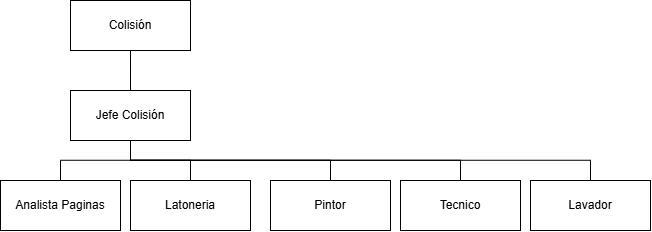 Colisión
Jefe Colisión
Analista Paginas
Latoneria
Pintor
Tecnico
Lavador